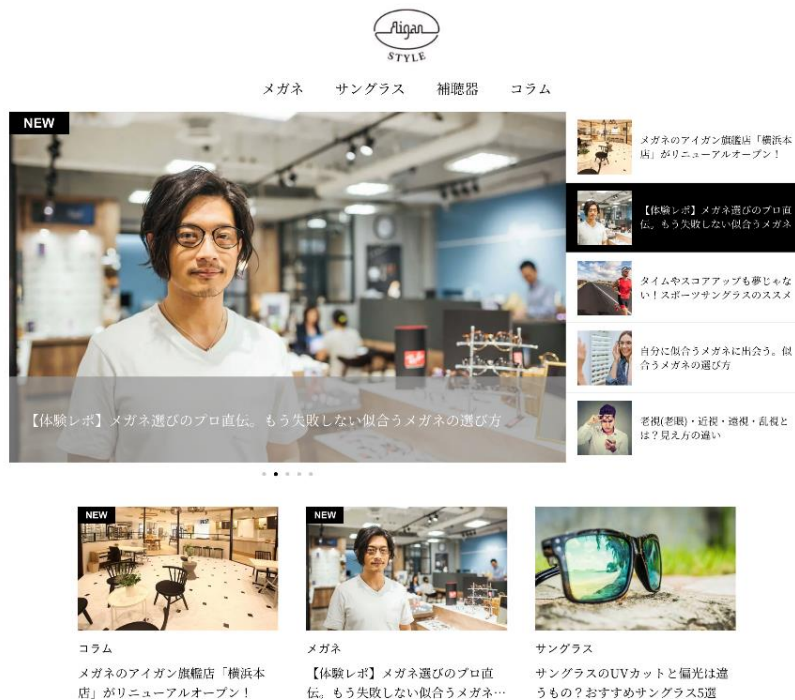 Aigan
STYLE
メガネ サングラス 補聴器 コラム
NEW
【体験レポ】メガネ選びのプロ直伝。もう失敗しない似合うメガネの選び方
メガネのアイガン旗艦店「横浜本
店」がリニューアルオープン！
【体験レポ】メガネ選びのプロ直
伝。もう失敗しない似合うメガネ
タイムやスコアアップも夢じゃな
い！スポーツサングラスのススメ
自分に似合うメガネに出会う。似
合うメガネの選び方
老視(老眼)・近視・遠視・乱視と
は？見え方の違い
NEW
コラム
メガネのアイガン旗艦店「横浜本
店」がリニューアルオープン！
NEW
メガネ
【体験レポ】メガネ選びのプロ直
伝。もう失敗しない似合うメガネ…
サングラス
サングラスのUVカットと偏光は違
うもの？おすすめサングラス5選